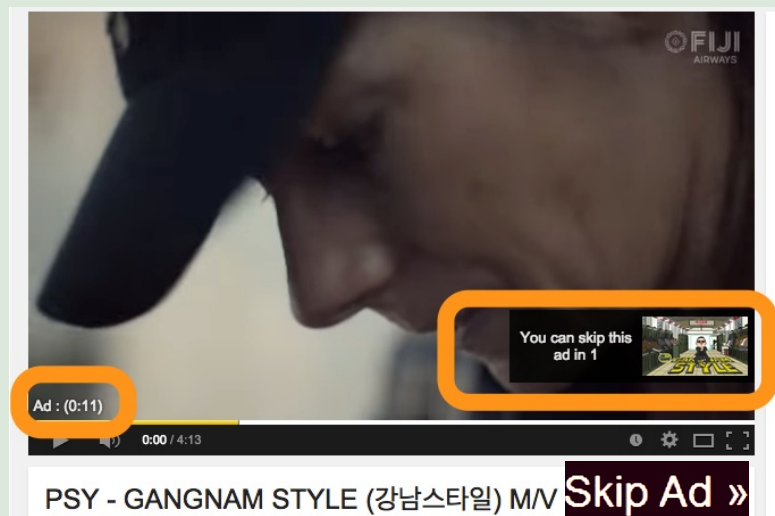 FIJI
AIRWAYS
You can skip this
ad in 1
STYLE
Ad : (0:11)
0:00 / 4:13
PSY - GANGNAM STYLE (강남스타일) M/V
Skip Ad »